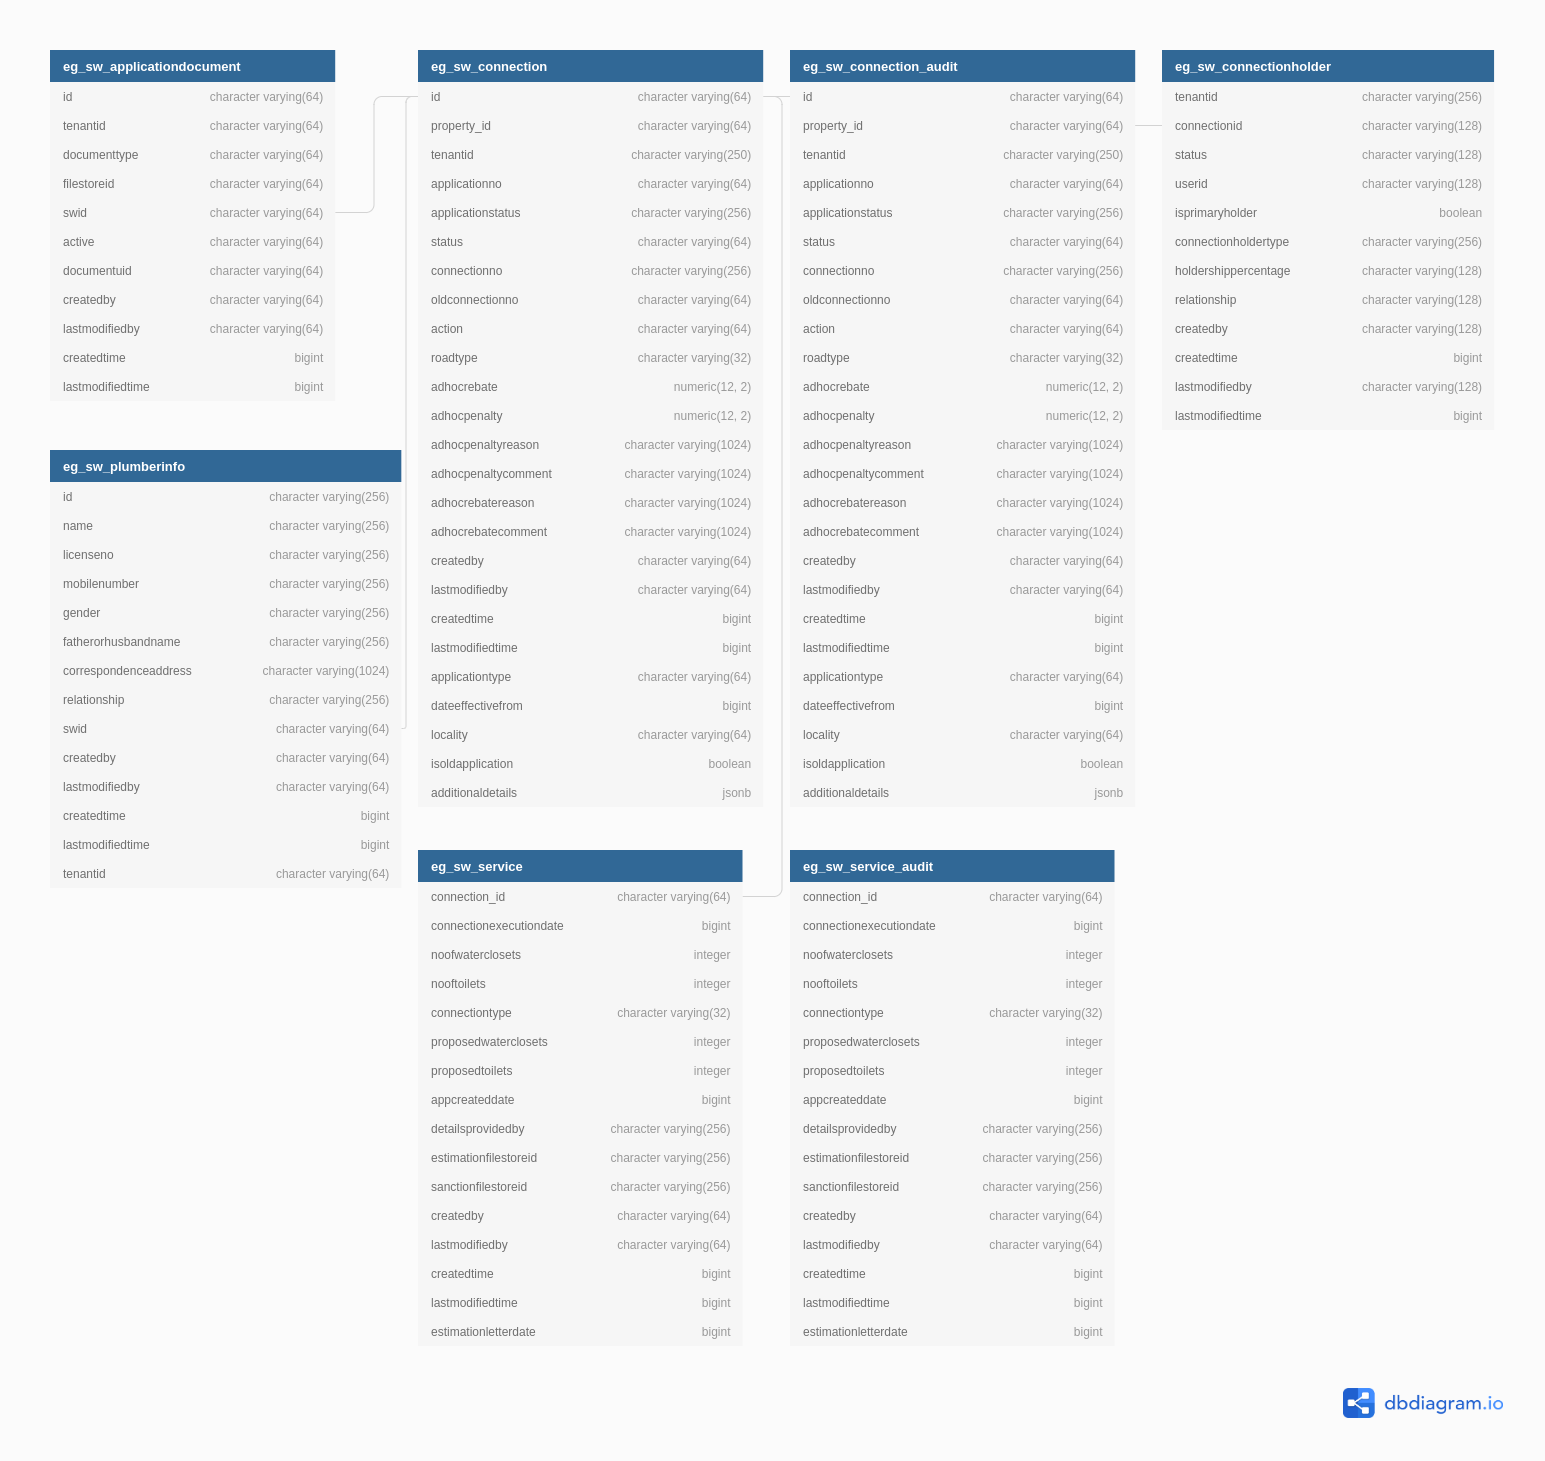 eg_sw_applicationdocument
id character varying(64)
tenantid character varying(64)
documenttype character varying(64)
filestoreid character varying(64)
swid character varying(64)
active character varying(64)
documentuid character varying(64)
createdby character varying(64)
lastmodifiedby character varying(64)
createdtime bigint
lastmodifiedtime bigint
eg_sw_plumberinfo
id character varying(256)
name character varying(256)
licenseno character varying(256)
mobilenumber character varying(256)
gender character varying(256)
fatherorhusbandname character varying(256)
correspondenceaddress character varying(1024)
relationship character varying(256)
swid character varying(64)
createdby character varying(64)
lastmodifiedby character varying(64)
createdtime bigint
lastmodifiedtime bigint
tenantid character varying(64)
eg_sw_connection
id character varying(64)
property_id character varying(64)
tenantid character varying(250)
applicationno character varying(64)
applicationstatus character varying(256)
status character varying(64)
connectionno character varying(256)
oldconnectionno character varying(64)
action character varying(64)
roadtype character varying(32)
adhocrebate numeric(12, 2)
adhocpenalty numeric(12, 2)
adhocpenaltyreason character varying(1024)
adhocpenaltycomment character varying(1024)
adhocrebatereason character varying(1024)
adhocrebatecomment character varying(1024)
createdby character varying(64)
lastmodifiedby character varying(64)
createdtime bigint
lastmodifiedtime bigint
applicationtype character varying(64)
dateeffectivefrom bigint
locality character varying(64)
isoldapplication boolean
additionaldetails jsonb
eg_sw_service
connection_id character varying(64)
connectionexecutiondate bigint
noofwaterclosets integer
nooftoilets integer
connectiontype character varying(32)
proposedwaterclosets integer
proposedtoilets integer
appcreateddate bigint
detailsprovidedby character varying(256)
estimationfilestoreid character varying(256)
sanctionfilestoreid character varying(256)
createdby character varying(64)
lastmodifiedby character varying(64)
createdtime bigint
lastmodifiedtime bigint
estimationletterdate bigint
eg_sw_connection_audit
id character varying(64)
property_id character varying(64)
tenantid character varying(250)
applicationno character varying(64)
applicationstatus character varying(256)
status character varying(64)
connectionno character varying(256)
oldconnectionno character varying(64)
action character varying(64)
roadtype character varying(32)
adhocrebate numeric(12, 2)
adhocpenalty numeric(12, 2)
adhocpenaltyreason character varying(1024)
adhocpenaltycomment character varying(1024)
adhocrebatereason character varying(1024)
adhocrebatecomment character varying(1024)
createdby character varying(64)
lastmodifiedby character varying(64)
createdtime bigint
lastmodifiedtime bigint
applicationtype character varying(64)
dateeffectivefrom bigint
locality character varying(64)
isoldapplication boolean
additionaldetails jsonb
eg_sw_service_audit
connection_id character varying(64)
connectionexecutiondate bigint
noofwaterclosets integer
nooftoilets integer
connectiontype character varying(32)
proposedwaterclosets integer
proposedtoilets integer
appcreateddate bigint
detailsprovidedby character varying(256)
estimationfilestoreid character varying(256)
sanctionfilestoreid character varying(256)
createdby character varying(64)
lastmodifiedby character varying(64)
createdtime bigint
lastmodifiedtime bigint
estimationletterdate bigint
eg_sw_connectionholder
tenantid character varying(256)
connectionid character varying(128)
status character varying(128)
userid character varying(128)
isprimaryholder boolean
connectionholdertype character varying(256)
holdershippercentage character varying(128)
relationship character varying(128)
createdby character varying(128)
createdtime bigint
lastmodifiedby character varying(128)
lastmodifiedtime bigint
dbdiagram.io